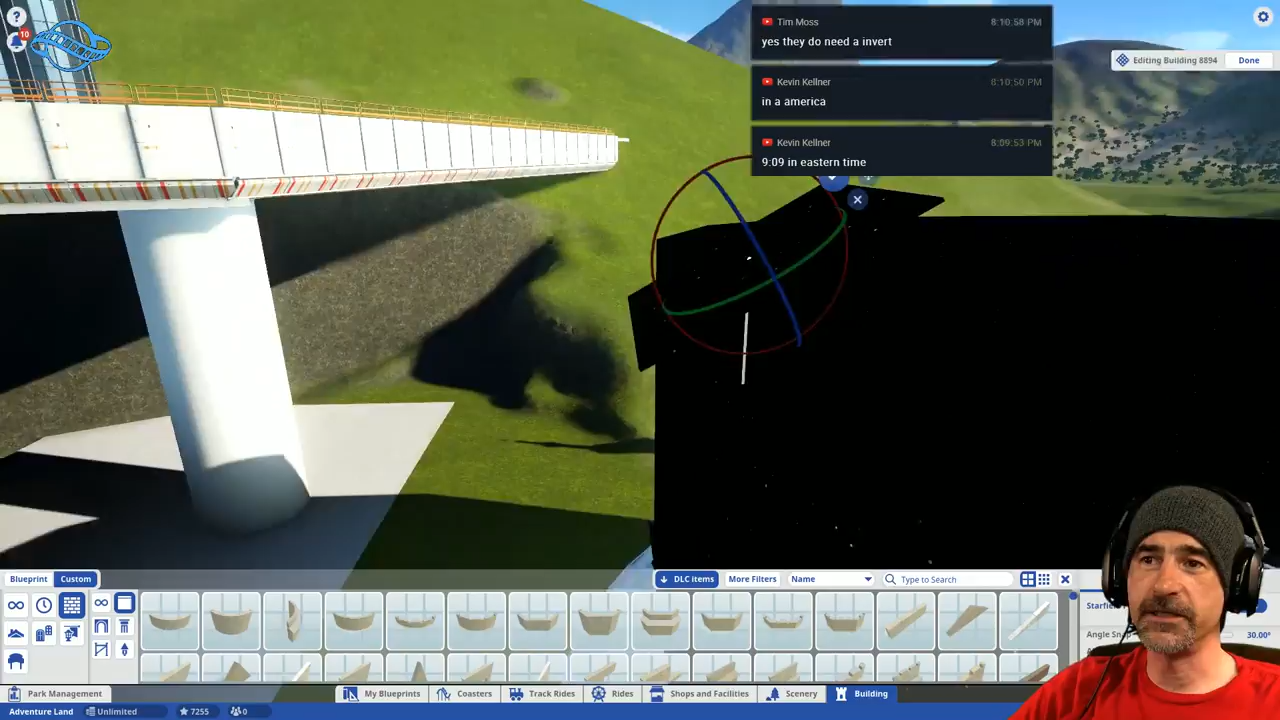 ?
10
Tim Moss
8:10:58 PM
yes they do need a invert
Kevin Kellner
8:10:50 PM
in a america
Kevin Kellner
8:09:53 PM
9:09 in eastern time
Editing Building 8894
Done
Blueprint
Custom
DLC items
More Filters
Name
Type to Search
Angle Snap
30.00°
Park Management
My Blueprints
Coasters
Track Rides
Rides
Shops and Facilities
Scenery
Building
Adventure Land
Unlimited
7255
0